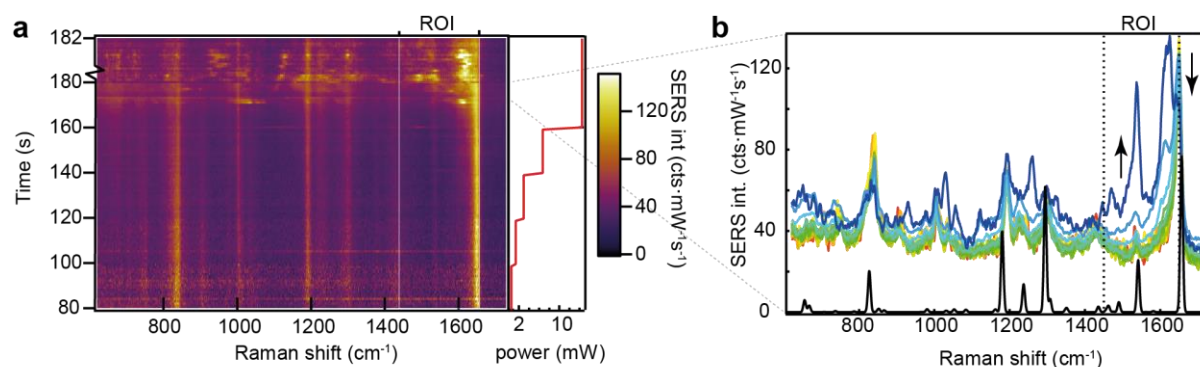 a
ROI
182
180
160
140
120
100
80
Time (s)
800
1000
1200
1400
1600
Raman shift (cm⁻¹)
2
10
power (mW)
120
80
40
0
SERS int (cts·mW⁻¹s⁻¹)
b
ROI
120
80
40
0
SERS int. (cts·mW⁻¹s⁻¹)
800
1000
1200
1400
1600
Raman shift (cm⁻¹)